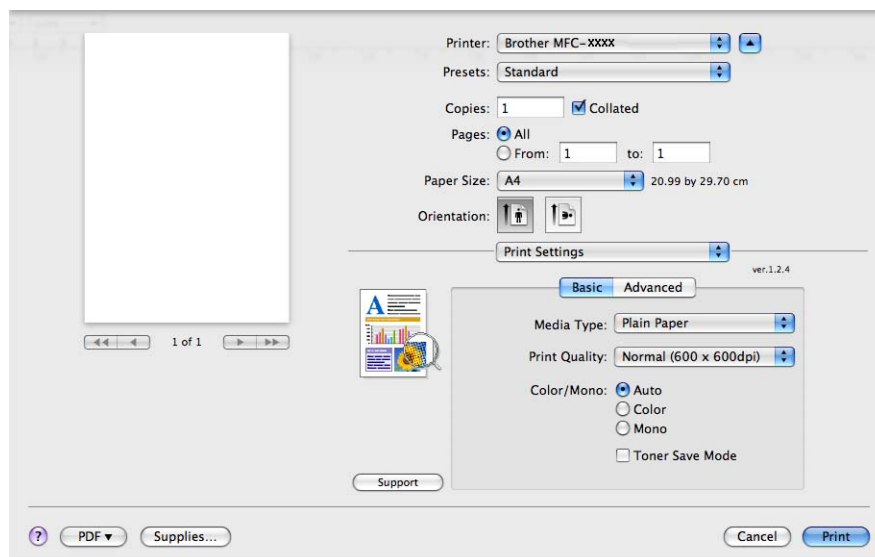 Printer: Brother MFC-XXXX
Presets: Standard
Copies: 1 Collated
Pages: All
From: 1 to: 1
Paper Size: A4 20.99 by 29.70 cm
Orientation:
Print Settings
ver.1.2.4
Basic Advanced
Media Type: Plain Paper
Print Quality: Normal (600 x 600dpi)
Color/Mono: Auto
Color
Mono
Toner Save Mode
1 of 1
A
Support
? PDF Supplies... Cancel Print